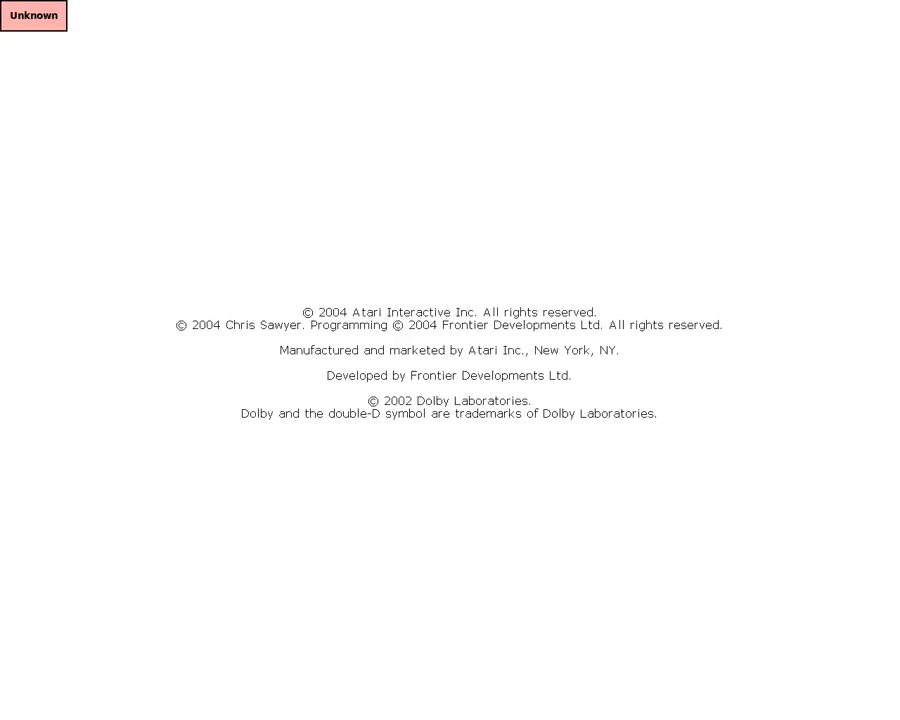 Unknown
© 2004 Atari Interactive Inc. All rights reserved.
© 2004 Chris Sawyer. Programming © 2004 Frontier Developments Ltd. All rights reserved.
Manufactured and marketed by Atari Inc., New York, NY.
Developed by Frontier Developments Ltd.
© 2002 Dolby Laboratories.
Dolby and the double-D symbol are trademarks of Dolby Laboratories.